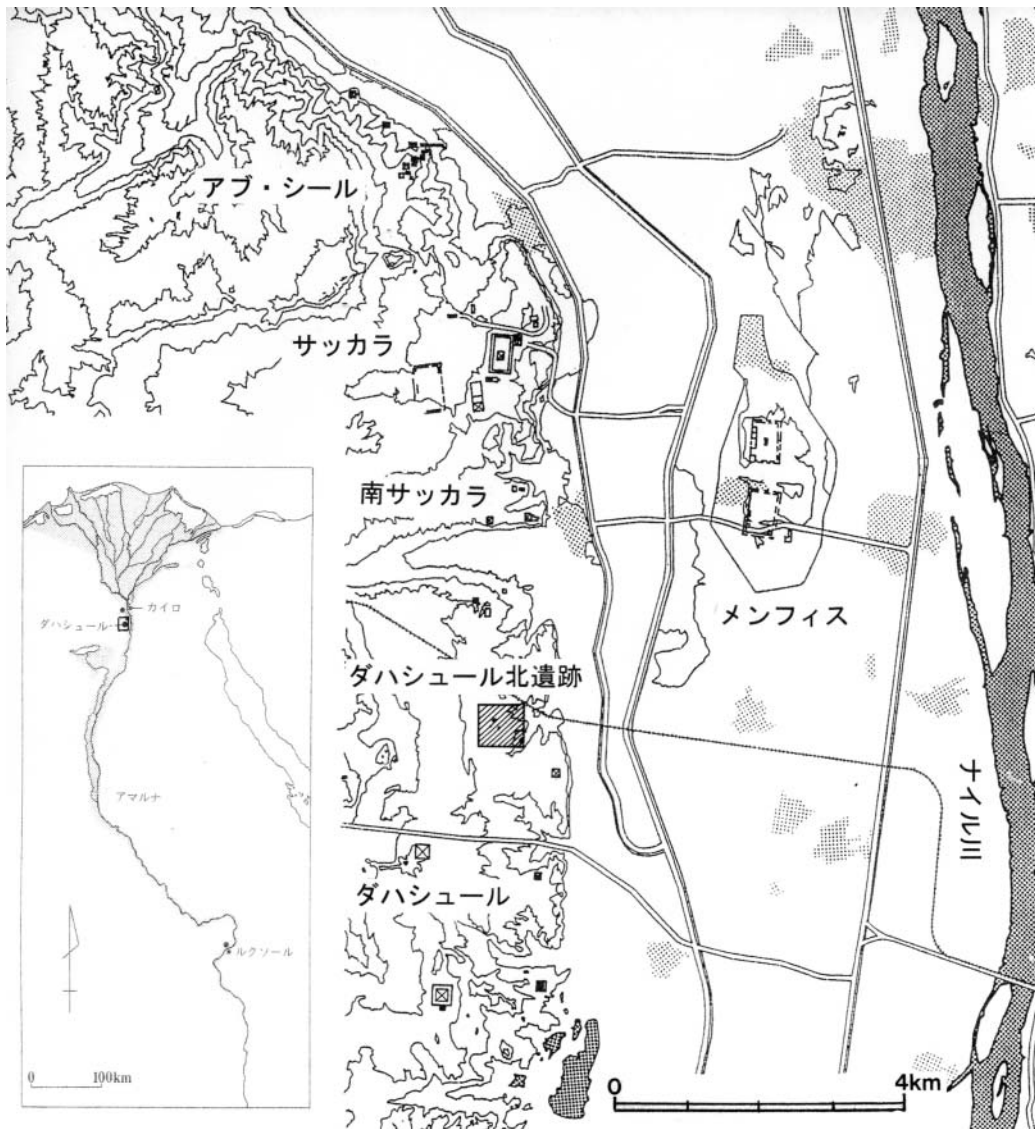 アブ・シール
サッカラ
南サッカラ
メンフィス
ダハシュール北遺跡
ナイル川
ダハシュール
0
4km
カイロ
ダハシュール
アマルナ
ルクソール
0
100km